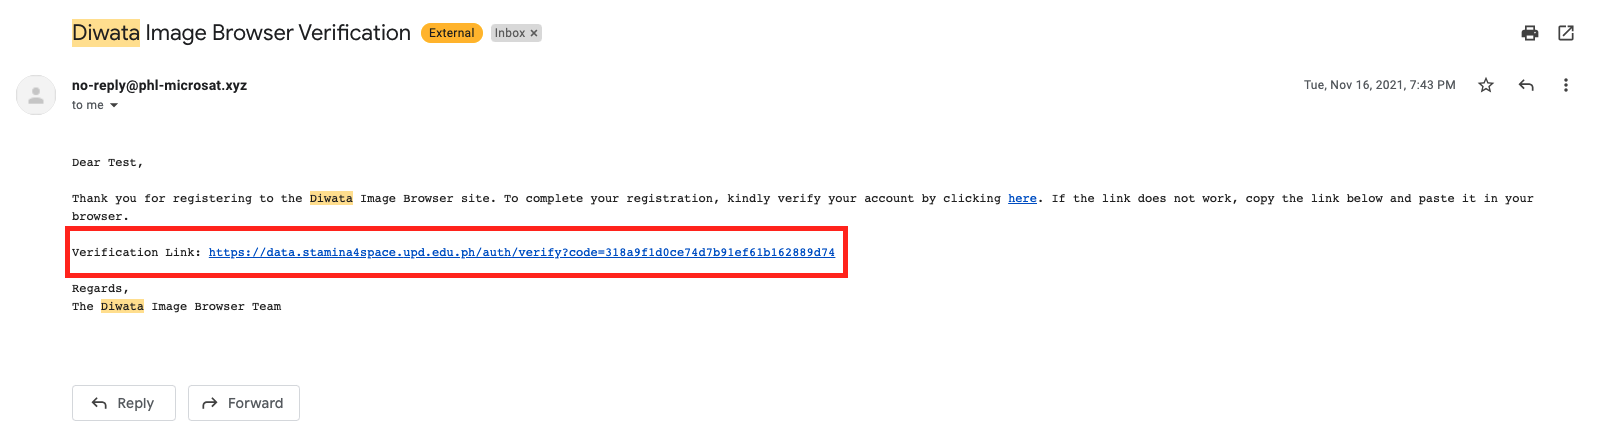 Diwata Image Browser Verification External Inbox ×
no-reply@phl-microsat.xyz Tue, Nov 16, 2021, 7:43 PM
to me
Dear Test,
Thank you for registering to the Diwata Image Browser site. To complete your registration, kindly verify your account by clicking here. If the link does not work, copy the link below and paste it in your
browser.
Verification Link: https://data.stamina4space.upd.edu.ph/auth/verify?code=318a9f1d0ce74d7b91ef61b162889d74
Regards,
The Diwata Image Browser Team
Reply Forward